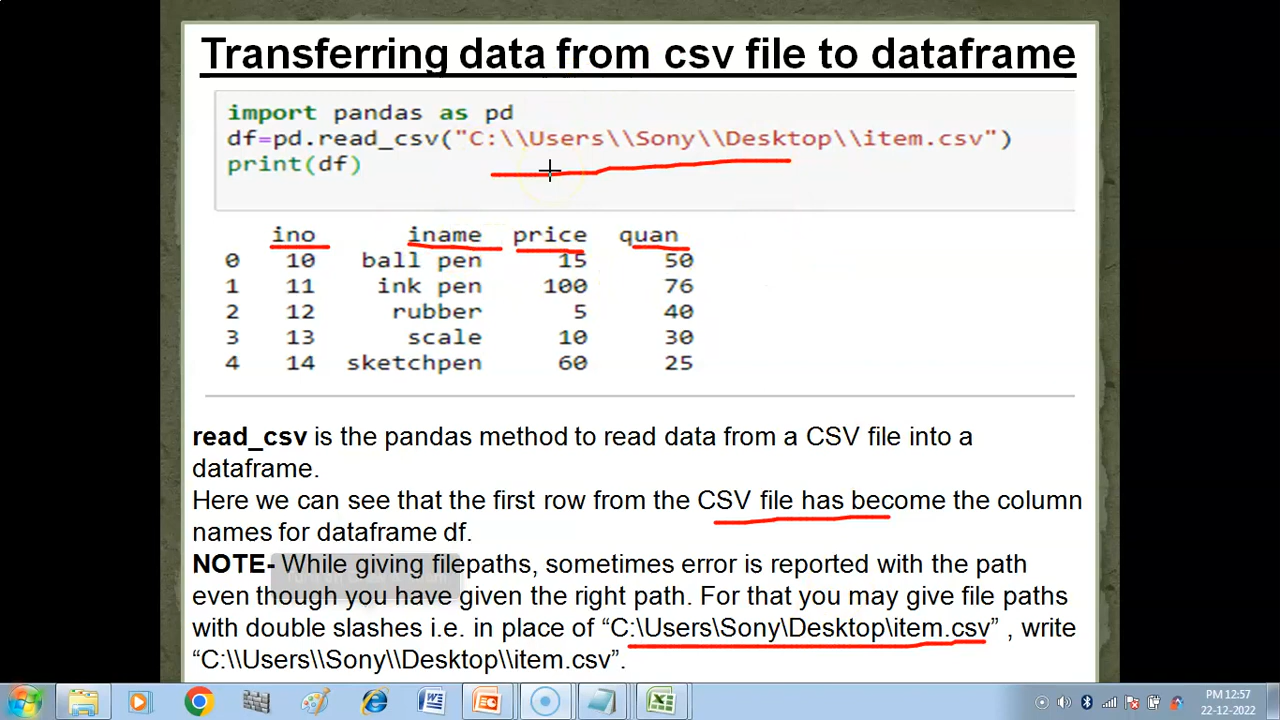 Transferring data from csv file to dataframe
import pandas as pd
df=pd.read_csv("C:\\Users\\Sony\\Desktop\\item.csv")
print(df)
ino iname price quan
0 10 ball pen 15 50
1 11 ink pen 100 76
2 12 rubber 5 40
3 13 scale 10 30
4 14 sketchpen 60 25
read_csv is the pandas method to read data from a CSV file into a
dataframe.
Here we can see that the first row from the CSV file has become the column
names for dataframe df.
NOTE- While giving filepaths, sometimes error is reported with the path
even though you have given the right path. For that you may give file paths
with double slashes i.e. in place of “C:\Users\Sony\Desktop\item.csv” , write
“C:\\Users\\Sony\\Desktop\\item.csv”.
PM 12:57
22-12-2022